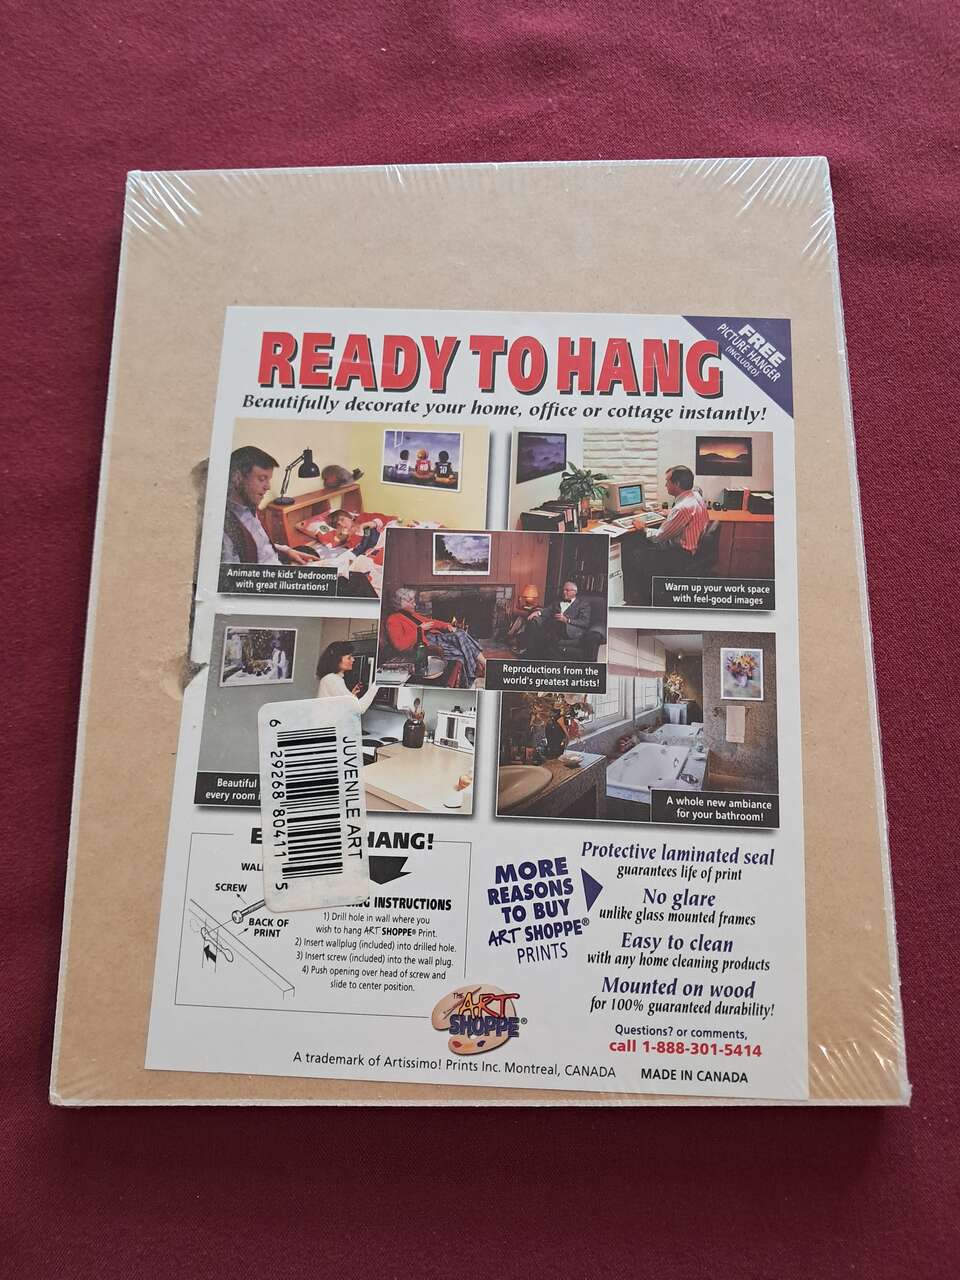 READY TO HANG
FREE
PICTURE HANGER
(INCLUDED)
Beautifully decorate your home, office or cottage instantly!
Animate the kids' bedrooms
with great illustrations!
Warm up your work space
with feel-good images
Reproductions from the
world's greatest artists!
Beautiful
every room
A whole new ambiance
for your bathroom!
JUVENILE ART
6 29268 80411 5
HANG!
SCREW
BACK OF
PRINT
INSTRUCTIONS
1) Drill hole in wall where you
wish to hang ART SHOPPE® Print.
2) Insert wallplug (included) into drilled hole.
3) Insert screw (included) into the wall plug.
4) Push opening over head of screw and
slide to center position.
MORE
REASONS
TO BUY
ART SHOPPE®
PRINTS
Protective laminated seal
guarantees life of print
No glare
unlike glass mounted frames
Easy to clean
with any home cleaning products
Mounted on wood
for 100% guaranteed durability!
Questions? or comments,
call 1-888-301-5414
THE ART
SHOPPE®
A trademark of Artissimo! Prints Inc. Montreal, CANADA
MADE IN CANADA